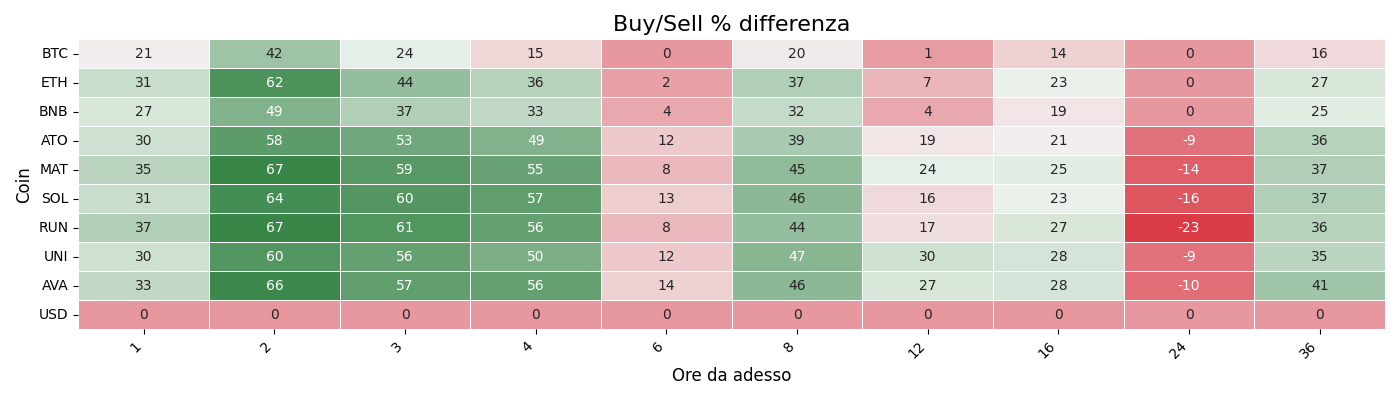 Buy/Sell % differenza
Coin
BTC 21 42 24 15 0 20 1 14 0 16
ETH 31 62 44 36 2 37 7 23 0 27
BNB 27 49 37 33 4 32 4 19 0 25
ATO 30 58 53 49 12 39 19 21 -9 36
MAT 35 67 59 55 8 45 24 25 -14 37
SOL 31 64 60 57 13 46 16 23 -16 37
RUN 37 67 61 56 8 44 17 27 -23 36
UNI 30 60 56 50 12 47 30 28 -9 35
AVA 33 66 57 56 14 46 27 28 -10 41
USD 0 0 0 0 0 0 0 0 0 0
1 2 3 4 6 8 12 16 24 36
Ore da adesso